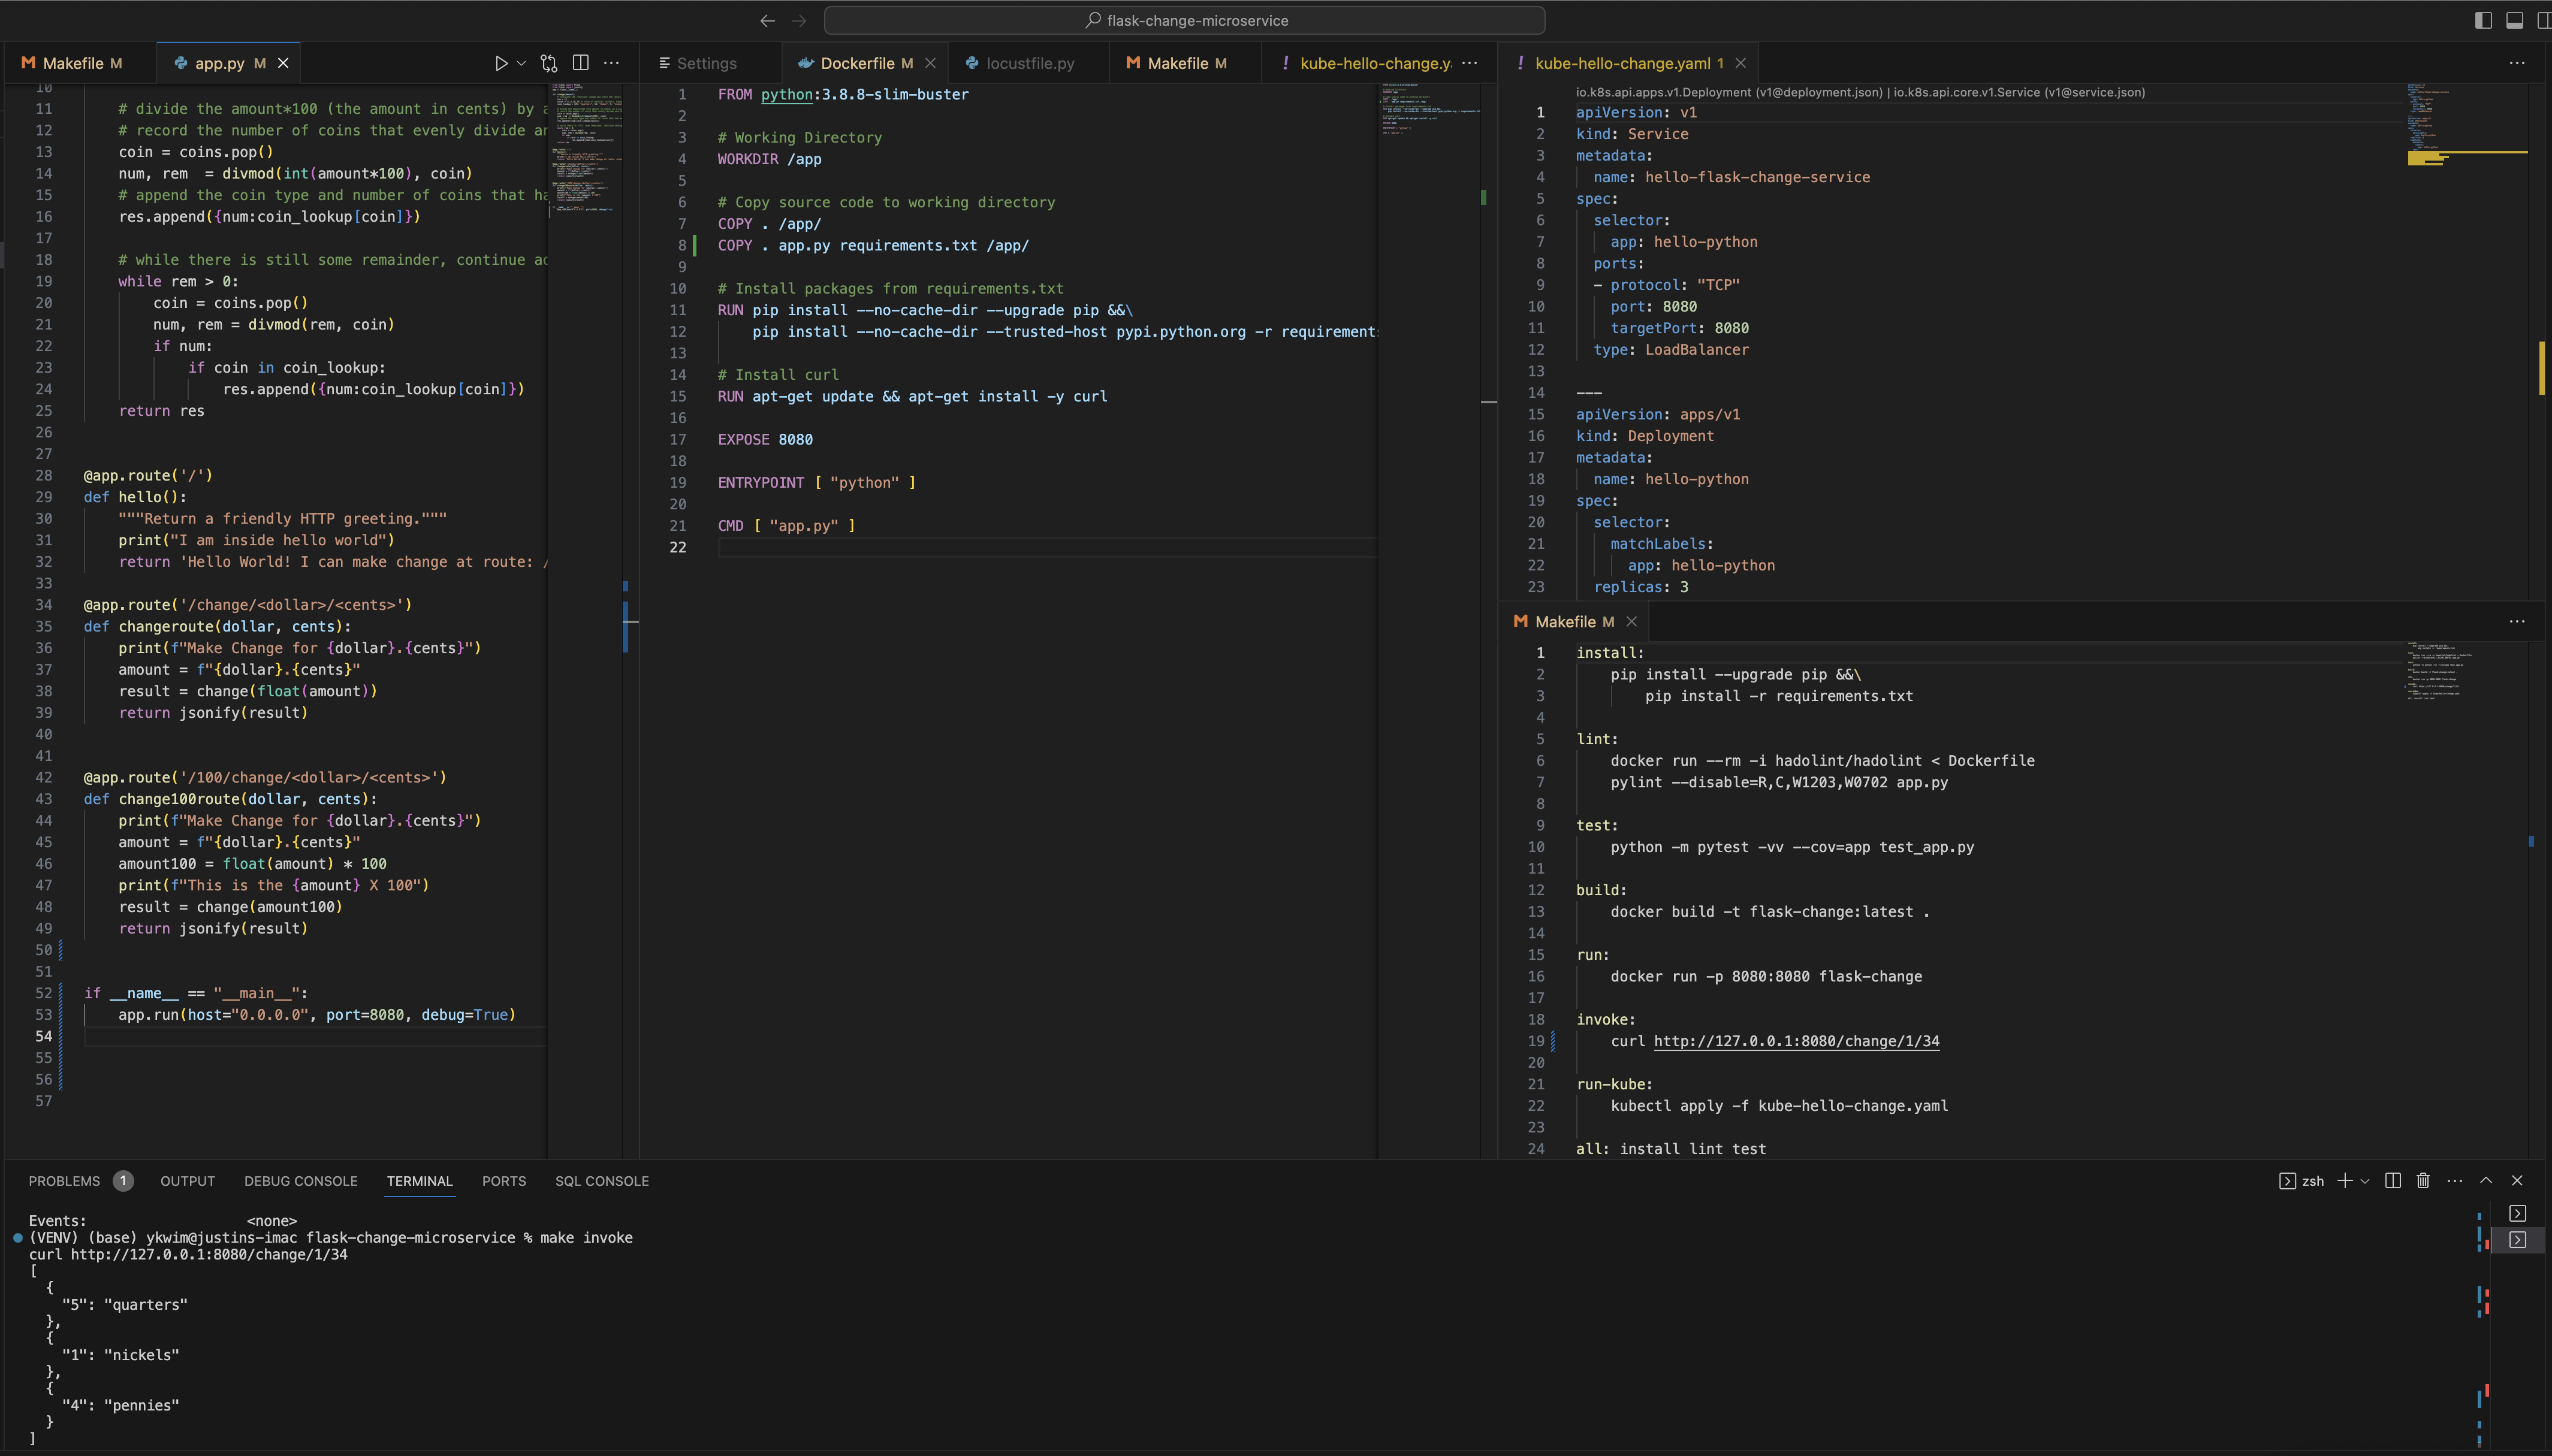 flask-change-microservice
Makefile M
app.py M
10
11 # divide the amount*100 (the amount in cents) by a
12 # record the number of coins that evenly divide an
13 coin = coins.pop()
14 num, rem  = divmod(int(amount*100), coin)
15 # append the coin type and number of coins that ha
16 res.append({num:coin_lookup[coin]})
17
18 # while there is still some remainder, continue ad
19 while rem > 0:
20 coin = coins.pop()
21 num, rem = divmod(rem, coin)
22 if num:
23 if coin in coin_lookup:
24 res.append({num:coin_lookup[coin]})
25 return res
26
27
28 @app.route('/')
29 def hello():
30 """Return a friendly HTTP greeting."""
31 print("I am inside hello world")
32 return 'Hello World! I can make change at route: /
33
34 @app.route('/change/<dollar>/<cents>')
35 def changeroute(dollar, cents):
36 print(f"Make Change for {dollar}.{cents}")
37 amount = f"{dollar}.{cents}"
38 result = change(float(amount))
39 return jsonify(result)
40
41
42 @app.route('/100/change/<dollar>/<cents>')
43 def change100route(dollar, cents):
44 print(f"Make Change for {dollar}.{cents}")
45 amount = f"{dollar}.{cents}"
46 amount100 = float(amount) * 100
47 print(f"This is the {amount} X 100")
48 result = change(amount100)
49 return jsonify(result)
50
51
52 if __name__ == "__main__":
53 app.run(host="0.0.0.0", port=8080, debug=True)
54
55
56
57
Settings
Dockerfile M
locustfile.py
Makefile M
kube-hello-change.y
1 FROM python:3.8.8-slim-buster
2
3 # Working Directory
4 WORKDIR /app
5
6 # Copy source code to working directory
7 COPY . /app/
8 COPY . app.py requirements.txt /app/
9
10 # Install packages from requirements.txt
11 RUN pip install --no-cache-dir --upgrade pip &&\
12 pip install --no-cache-dir --trusted-host pypi.python.org -r requirements
13
14 # Install curl
15 RUN apt-get update && apt-get install -y curl
16
17 EXPOSE 8080
18
19 ENTRYPOINT [ "python" ]
20
21 CMD [ "app.py" ]
22
kube-hello-change.yaml 1
io.k8s.api.apps.v1.Deployment (v1@deployment.json) | io.k8s.api.core.v1.Service (v1@service.json)
1 apiVersion: v1
2 kind: Service
3 metadata:
4 name: hello-flask-change-service
5 spec:
6 selector:
7 app: hello-python
8 ports:
9 - protocol: "TCP"
10 port: 8080
11 targetPort: 8080
12 type: LoadBalancer
13
14 ---
15 apiVersion: apps/v1
16 kind: Deployment
17 metadata:
18 name: hello-python
19 spec:
20 selector:
21 matchLabels:
22 app: hello-python
23 replicas: 3
Makefile M
1 install:
2 pip install --upgrade pip &&\
3 pip install -r requirements.txt
4
5 lint:
6 docker run --rm -i hadolint/hadolint < Dockerfile
7 pylint --disable=R,C,W1203,W0702 app.py
8
9 test:
10 python -m pytest -vv --cov=app test_app.py
11
12 build:
13 docker build -t flask-change:latest .
14
15 run:
16 docker run -p 8080:8080 flask-change
17
18 invoke:
19 curl http://127.0.0.1:8080/change/1/34
20
21 run-kube:
22 kubectl apply -f kube-hello-change.yaml
23
24 all: install lint test
PROBLEMS 1 OUTPUT DEBUG CONSOLE TERMINAL PORTS SQL CONSOLE
zsh
Events: <none>
(VENV) (base) ykwim@justins-imac flask-change-microservice % make invoke
curl http://127.0.0.1:8080/change/1/34
[
{
"5": "quarters"
},
{
"1": "nickels"
},
{
"4": "pennies"
}
]